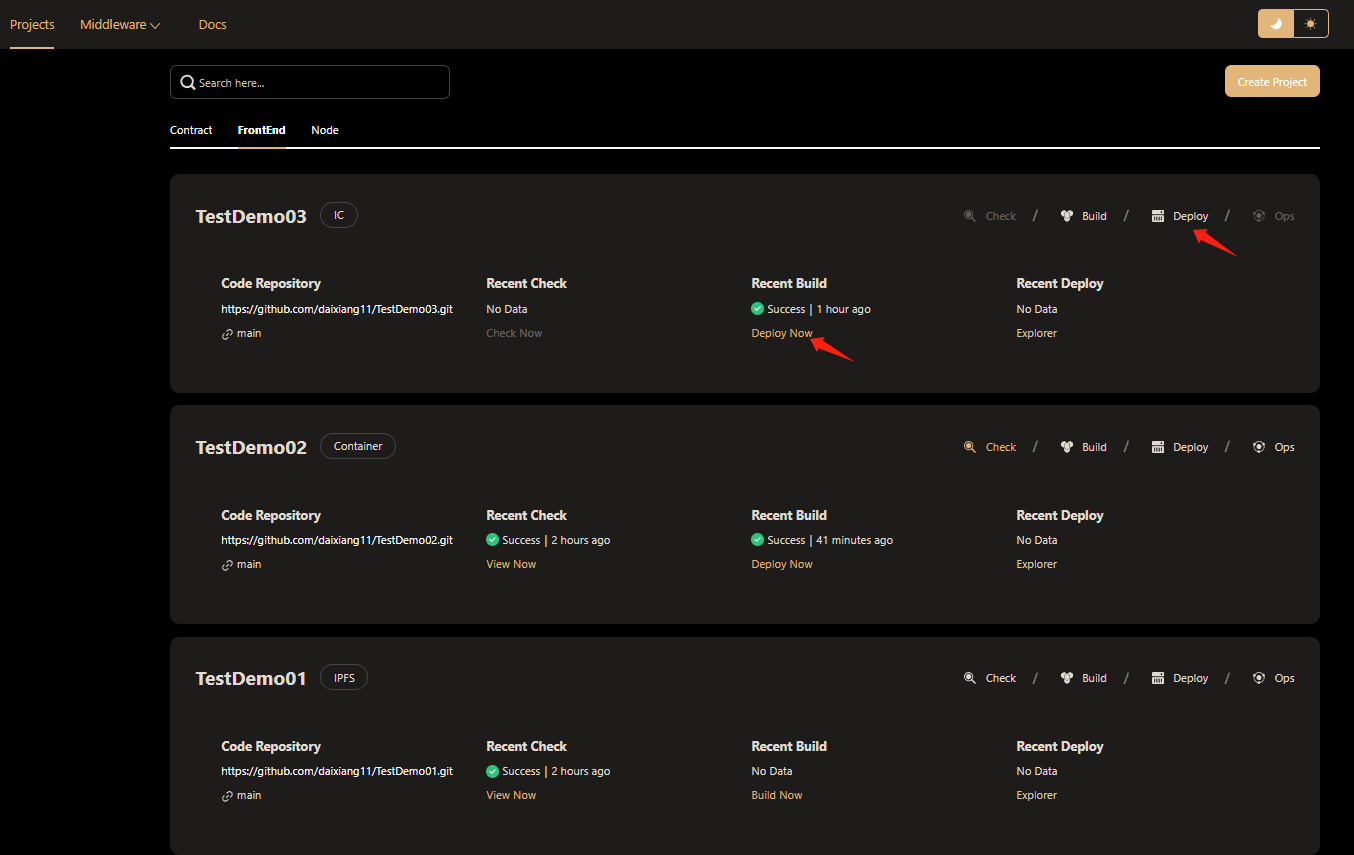 Projects Middleware Docs
Search here...
Create Project
Contract FrontEnd Node
TestDemo03 IC Check / Build / Deploy / Ops
Code Repository Recent Check Recent Build Recent Deploy
https://github.com/daixiang11/TestDemo03.git No Data Success | 1 hour ago No Data
main Check Now Deploy Now Explorer
TestDemo02 Container Check / Build / Deploy / Ops
Code Repository Recent Check Recent Build Recent Deploy
https://github.com/daixiang11/TestDemo02.git Success | 2 hours ago Success | 41 minutes ago No Data
main View Now Deploy Now Explorer
TestDemo01 IPFS Check / Build / Deploy / Ops
Code Repository Recent Check Recent Build Recent Deploy
https://github.com/daixiang11/TestDemo01.git Success | 2 hours ago No Data No Data
main View Now Build Now Explorer